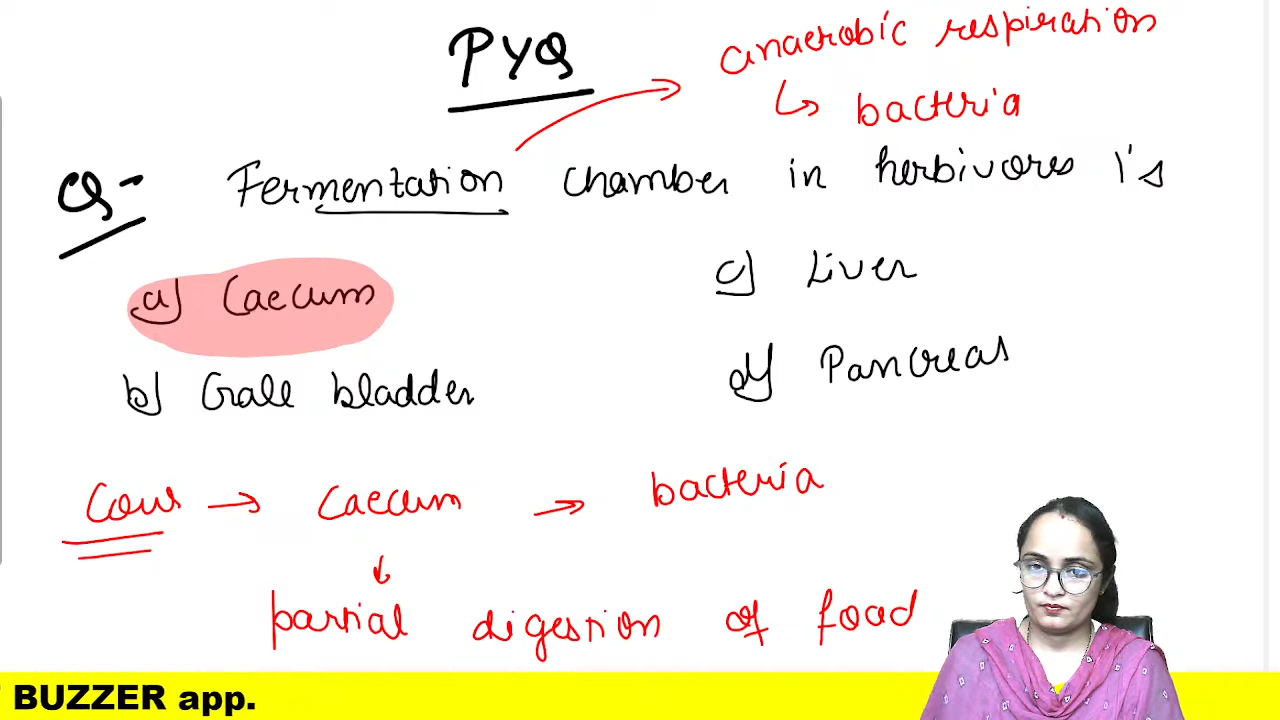 PYQ
anaerobic respiration
↳ bacteria
Q- Fermentation chamber in herbivores is
a) Caecum
c) Liver
b) Gall bladder
d) Pancreas
Cow → caecum → bacteria
↓
partial digestion of food
BUZZER app.